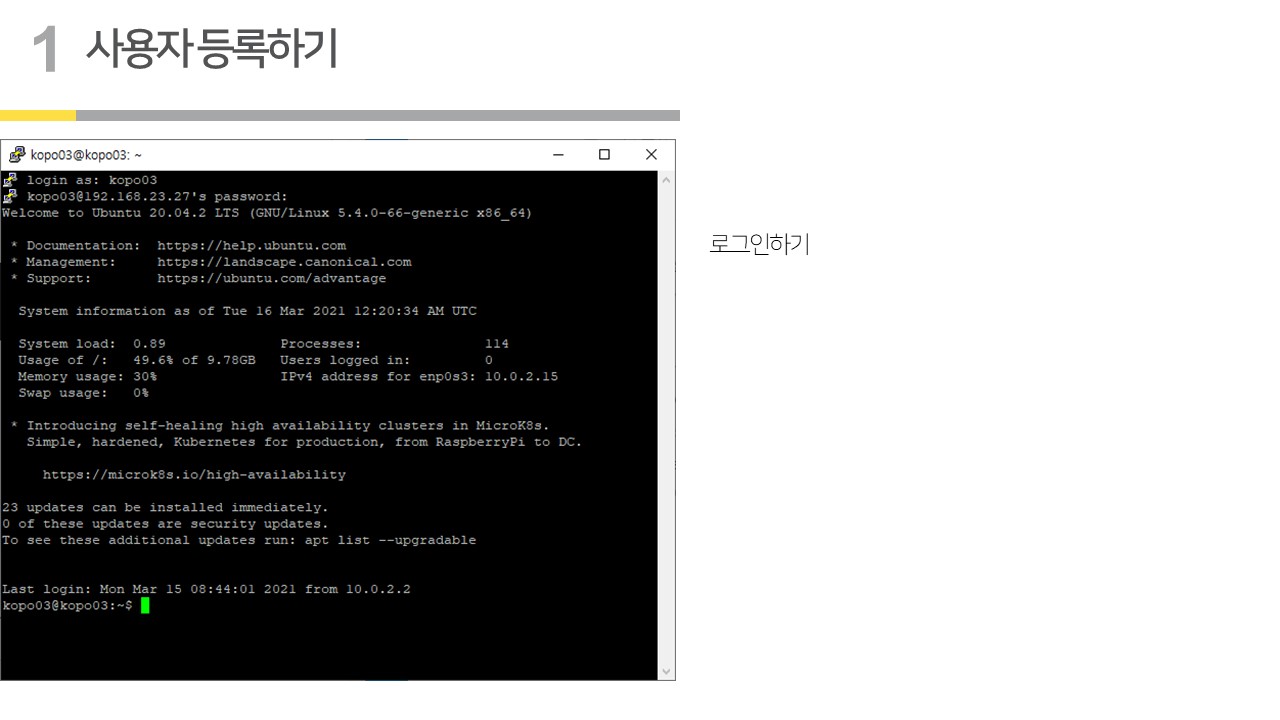 1 사용자 등록하기
kopo03@kopo03: ~
login as: kopo03
kopo03@192.168.23.27's password:
Welcome to Ubuntu 20.04.2 LTS (GNU/Linux 5.4.0-66-generic x86_64)
* Documentation:  https://help.ubuntu.com
* Management:     https://landscape.canonical.com
* Support:        https://ubuntu.com/advantage
System information as of Tue 16 Mar 2021 12:20:34 AM UTC
System load:  0.89              Processes:               114
Usage of /:   49.6% of 9.78GB   Users logged in:         0
Memory usage: 30%               IPv4 address for enp0s3: 10.0.2.15
Swap usage:   0%
* Introducing self-healing high availability clusters in MicroK8s.
Simple, hardened, Kubernetes for production, from RaspberryPi to DC.
https://microk8s.io/high-availability
23 updates can be installed immediately.
0 of these updates are security updates.
To see these additional updates run: apt list --upgradable
Last login: Mon Mar 15 08:44:01 2021 from 10.0.2.2
kopo03@kopo03:~$
로그인하기